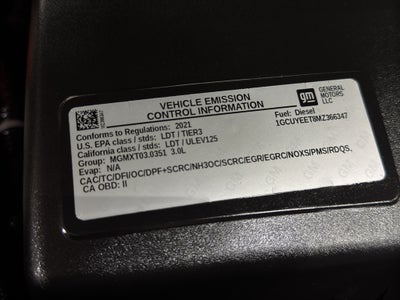 VEHICLE EMISSION
CONTROL INFORMATION
gm
GENERAL
MOTORS
LLC
Conforms to Regulations: 2021
Fuel: Diesel
U.S. EPA class / stds: LDT / TIER3
1GCUYEET8MZ366347
California class / stds: LDT / ULEV125
Group: MGMXT03.0351 3.0L
Evap: N/A
CAC/TC/DFI/OC/DPF+SCRC/NH3OC/SCRC/EGR/EGRC/NOXS/PMS/RDQS,
CA OBD: II